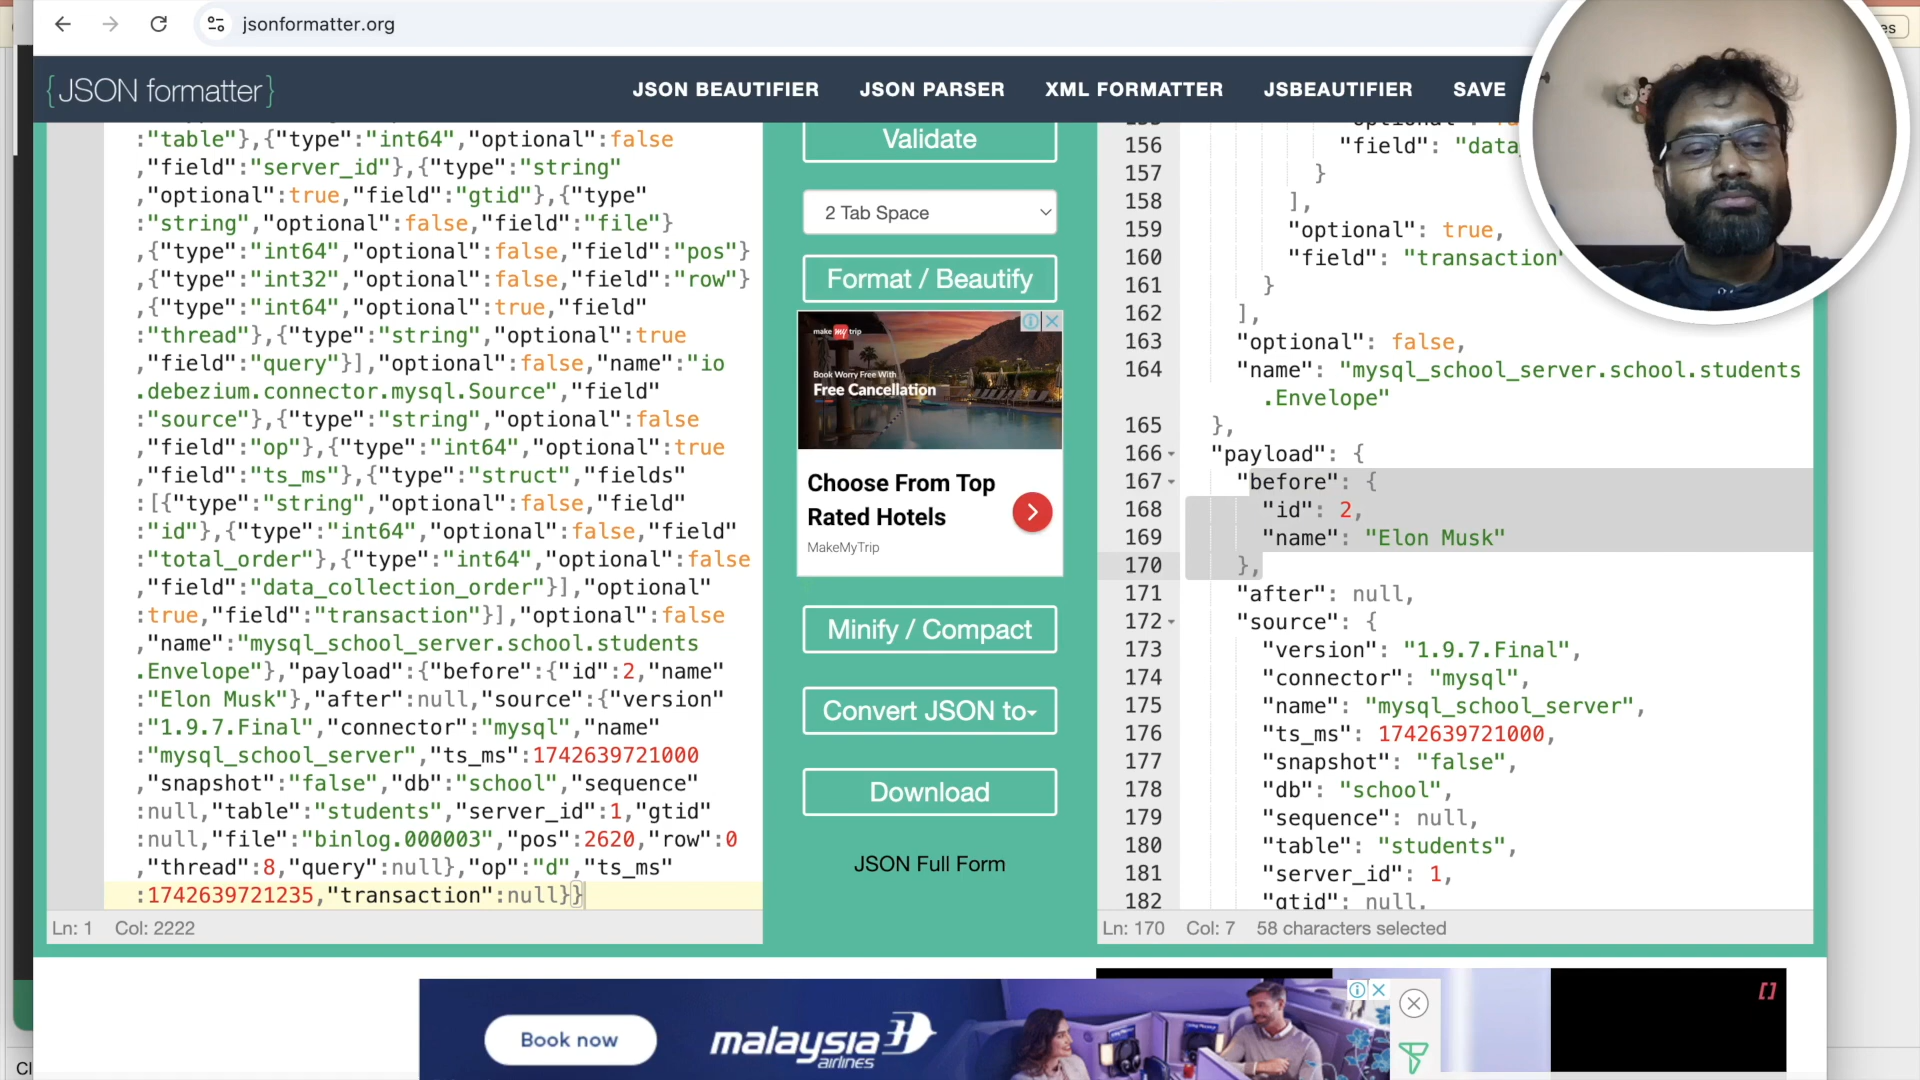 jsonformatter.org
es
{JSON formatter}
JSON BEAUTIFIER
JSON PARSER
XML FORMATTER
JSBEAUTIFIER
SAVE
:"table"},{"type":"int64","optional":false
,"field":"server_id"},{"type":"string"
,"optional":true,"field":"gtid"},{"type"
:"string","optional":false,"field":"file"}
,{"type":"int64","optional":false,"field":"pos"}
,{"type":"int32","optional":false,"field":"row"}
,{"type":"int64","optional":true,"field"
:"thread"},{"type":"string","optional":true
,"field":"query"}],"optional":false,"name":"io
.debezium.connector.mysql.Source","field"
:"source"},{"type":"string","optional":false
,"field":"op"},{"type":"int64","optional":true
,"field":"ts_ms"},{"type":"struct","fields"
:[{"type":"string","optional":false,"field"
:"id"},{"type":"int64","optional":false,"field"
:"total_order"},{"type":"int64","optional":false
,"field":"data_collection_order"}],"optional"
:true,"field":"transaction"}],"optional":false
,"name":"mysql_school_server.school.students
.Envelope"},"payload":{"before":{"id":2,"name"
:"Elon Musk"},"after":null,"source":{"version"
:"1.9.7.Final","connector":"mysql","name"
:"mysql_school_server","ts_ms":1742639721000
,"snapshot":"false","db":"school","sequence"
:null,"table":"students","server_id":1,"gtid"
:null,"file":"binlog.000003","pos":2620,"row":0
,"thread":8,"query":null},"op":"d","ts_ms"
:1742639721235,"transaction":null}}
Ln: 1 Col: 2222
Validate
2 Tab Space
Format / Beautify
make my trip
Book Worry Free With
Free Cancellation
Choose From Top
Rated Hotels
MakeMyTrip
Minify / Compact
Convert JSON to
Download
JSON Full Form
156 "field": "data_
157 }
158 ],
159 "optional": true,
160 "field": "transaction"
161 }
162 ],
163 "optional": false,
164 "name": "mysql_school_server.school.students
.Envelope"
165 },
166 "payload": {
167 "before": {
168 "id": 2,
169 "name": "Elon Musk"
170 },
171 "after": null,
172 "source": {
173 "version": "1.9.7.Final",
174 "connector": "mysql",
175 "name": "mysql_school_server",
176 "ts_ms": 1742639721000,
177 "snapshot": "false",
178 "db": "school",
179 "sequence": null,
180 "table": "students",
181 "server_id": 1,
182 "gtid": null,
Ln: 170 Col: 7 58 characters selected
Book now
malaysia
airlines
Cl